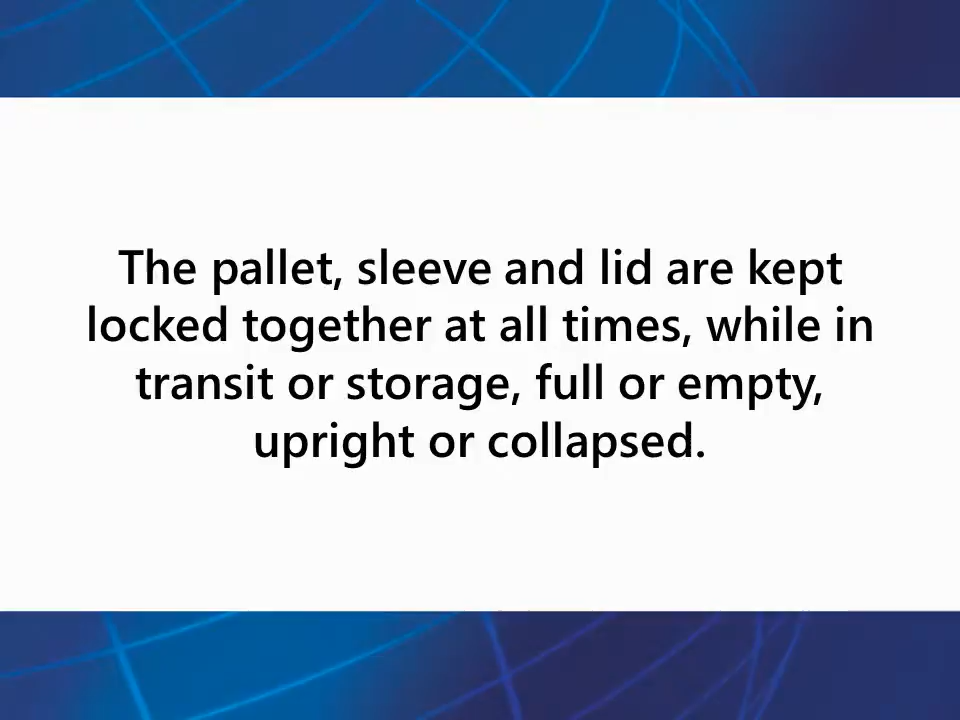 The pallet, sleeve and lid are kept
locked together at all times, while in
transit or storage, full or empty,
upright or collapsed.